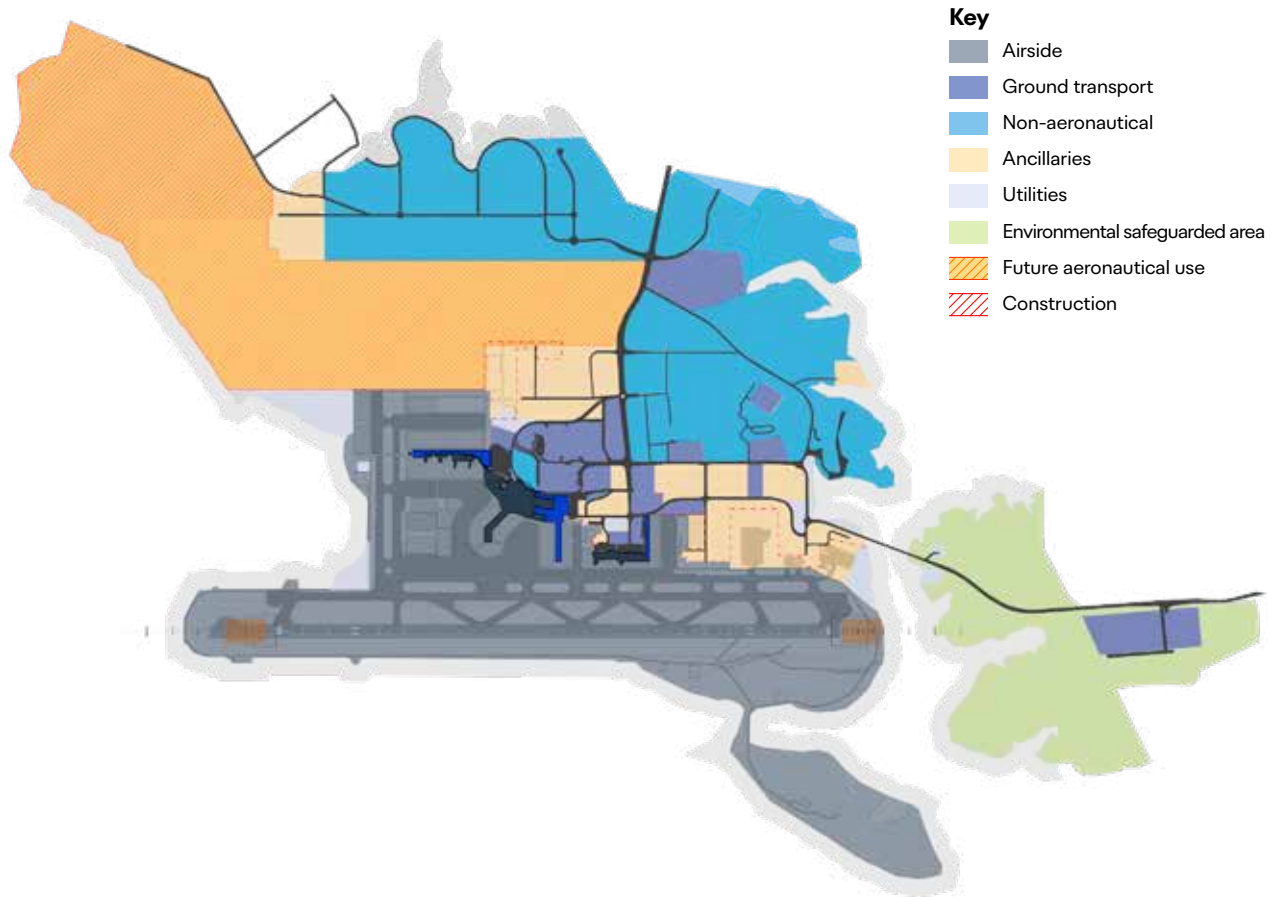 Key
Airside
Ground transport
Non-aeronautical
Ancillaries
Utilities
Environmental safeguarded area
Future aeronautical use
Construction